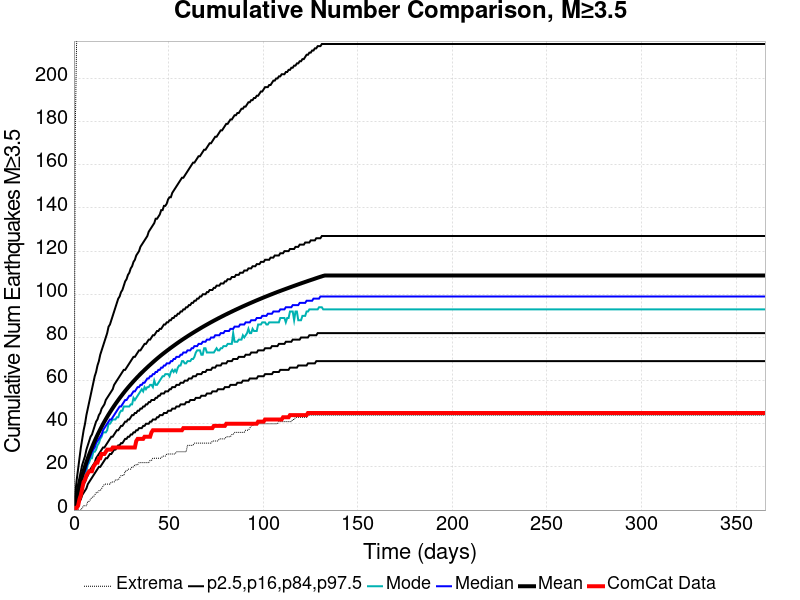 Cumulative Number Comparison, M≥3.5
Cumulative Num Earthquakes M≥3.5
200
180
160
140
120
100
80
60
40
20
0
0 50 100 150 200 250 300 350
Time (days)
Extrema p2.5,p16,p84,p97.5 Mode Median Mean ComCat Data